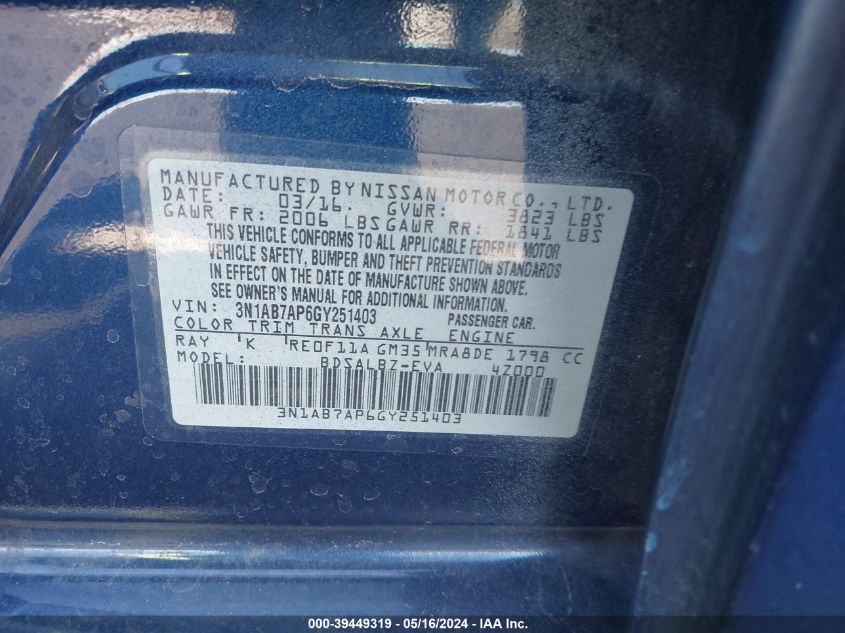 MANUFACTURED BY NISSAN MOTOR CO., LTD.
DATE: 03/16. GVWR: 3823 LBS
GAWR FR: 2006 LBS GAWR RR: 1841 LBS
THIS VEHICLE CONFORMS TO ALL APPLICABLE FEDERAL MOTOR
VEHICLE SAFETY, BUMPER AND THEFT PREVENTION STANDARDS
IN EFFECT ON THE DATE OF MANUFACTURE SHOWN ABOVE.
SEE OWNER'S MANUAL FOR ADDITIONAL INFORMATION.
VIN: 3N1AB7AP6GY251403 PASSENGER CAR.
COLOR TRIM TRANS AXLE ENGINE
RAY K RE0F11A GM35 MRA8DE 1798 CC
MODEL: BDSALBZ-EVA 4Z000
3N1AB7AP6GY251403
000-39449319 - 05/16/2024 - IAA Inc.